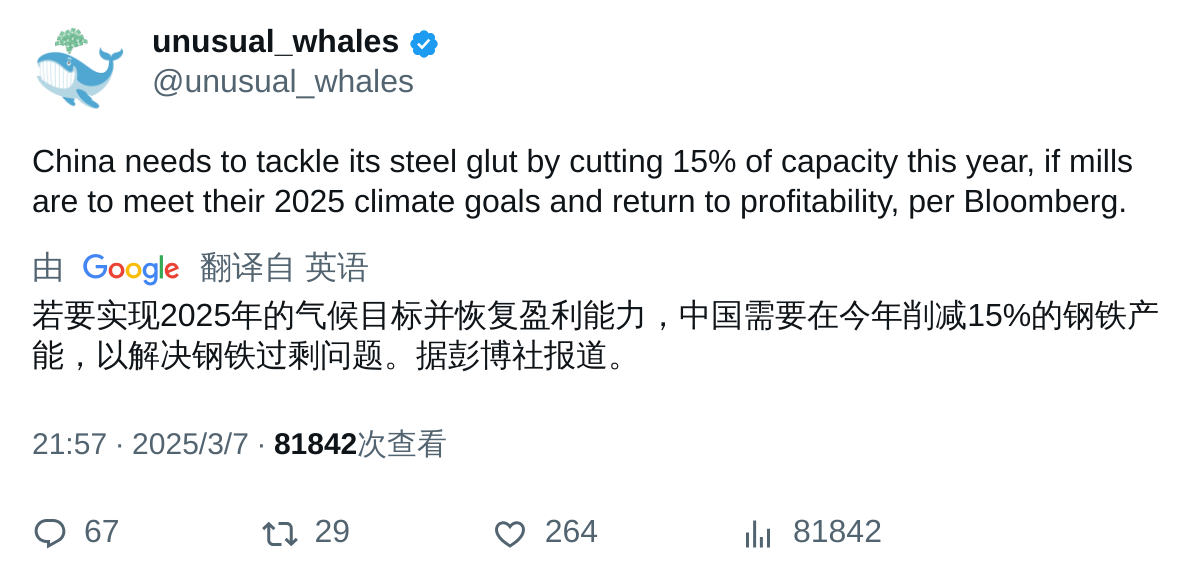 unusual_whales
@unusual_whales
China needs to tackle its steel glut by cutting 15% of capacity this year, if mills
are to meet their 2025 climate goals and return to profitability, per Bloomberg.
由 Google 翻译自 英语
若要实现2025年的气候目标并恢复盈利能力，中国需要在今年削减15%的钢铁产
能，以解决钢铁过剩问题。据彭博社报道。
21:57 · 2025/3/7 · 81842次查看
67 29 264 81842